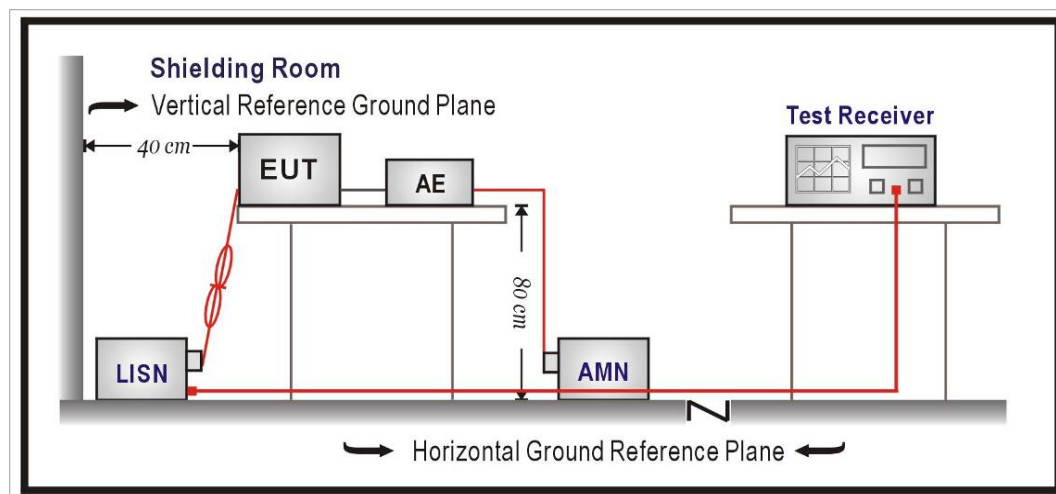 Shielding Room
Vertical Reference Ground Plane
40 cm
EUT
AE
Test Receiver
80 cm
LISN
AMN
Horizontal Ground Reference Plane